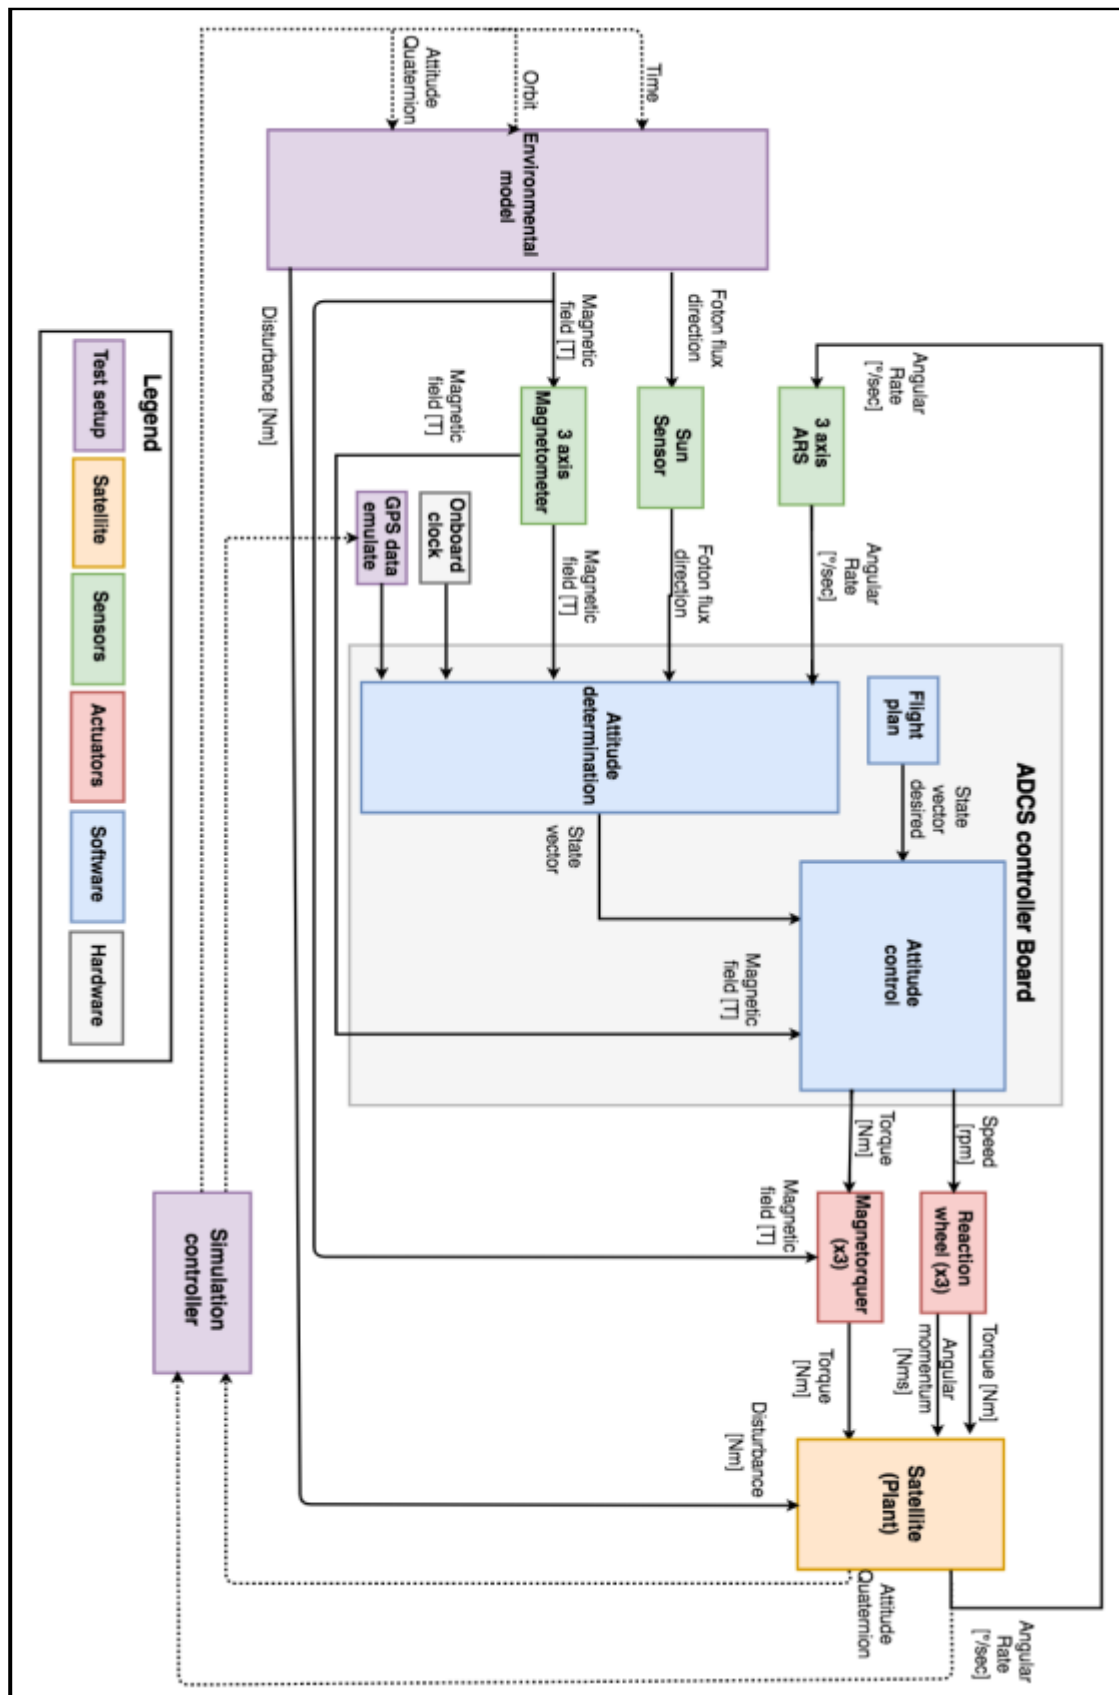 ADCS controller Board
Angular
Rate
[°/sec]
3 axis
ARS
Angular
Rate
[°/sec]
Flight
plan
State
vector
desired
Attitude
control
Speed
[rpm]
Reaction
wheel (x3)
Torque [Nm]
Angular
momentum
[Nms]
Satellite
(Plant)
Angular
Rate
[°/sec]
Time
Orbit
Attitude
Quaternion
Environmental
model
Foton flux
direction
Sun
Sensor
Foton flux
direction
Magnetic
field [T]
3 axis
Magnetometer
Magnetic
field [T]
Attitude
determination
State
vector
Magnetic
field [T]
Torque
[Nm]
Magnetorquer
(x3)
Torque
[Nm]
Attitude
Quaternion
Magnetic
field [T]
Onboard
clock
GPS data
emulate
Magnetic
field [T]
Disturbance
[Nm]
Disturbance [Nm]
Simulation
controller
Legend
Test setup
Satellite
Sensors
Actuators
Software
Hardware